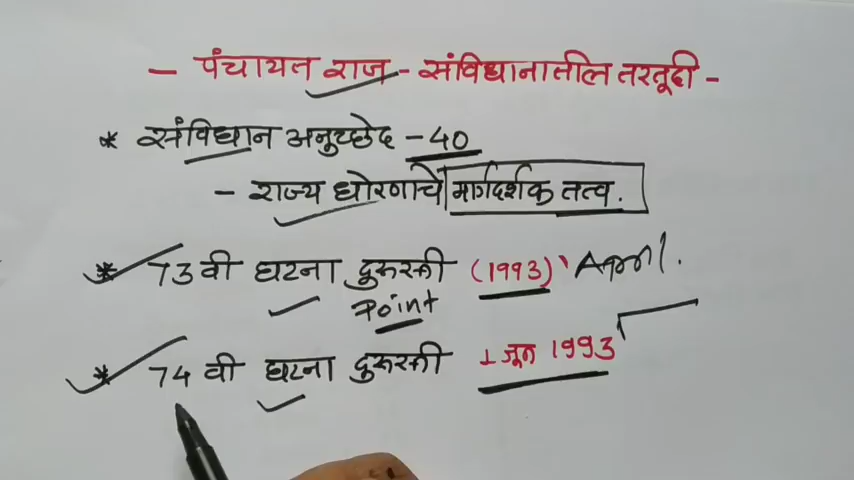 - पंचायत राज - संविधानातील तरतूदी -
* संविधान अनुच्छेद - 40
- राज्य धोरणाचे मार्गदर्शक तत्व.
* 73 वी घटना दुरुस्ती (1993) April.
Point
* 74 वी घटना दुरुस्ती 1 जून 1993